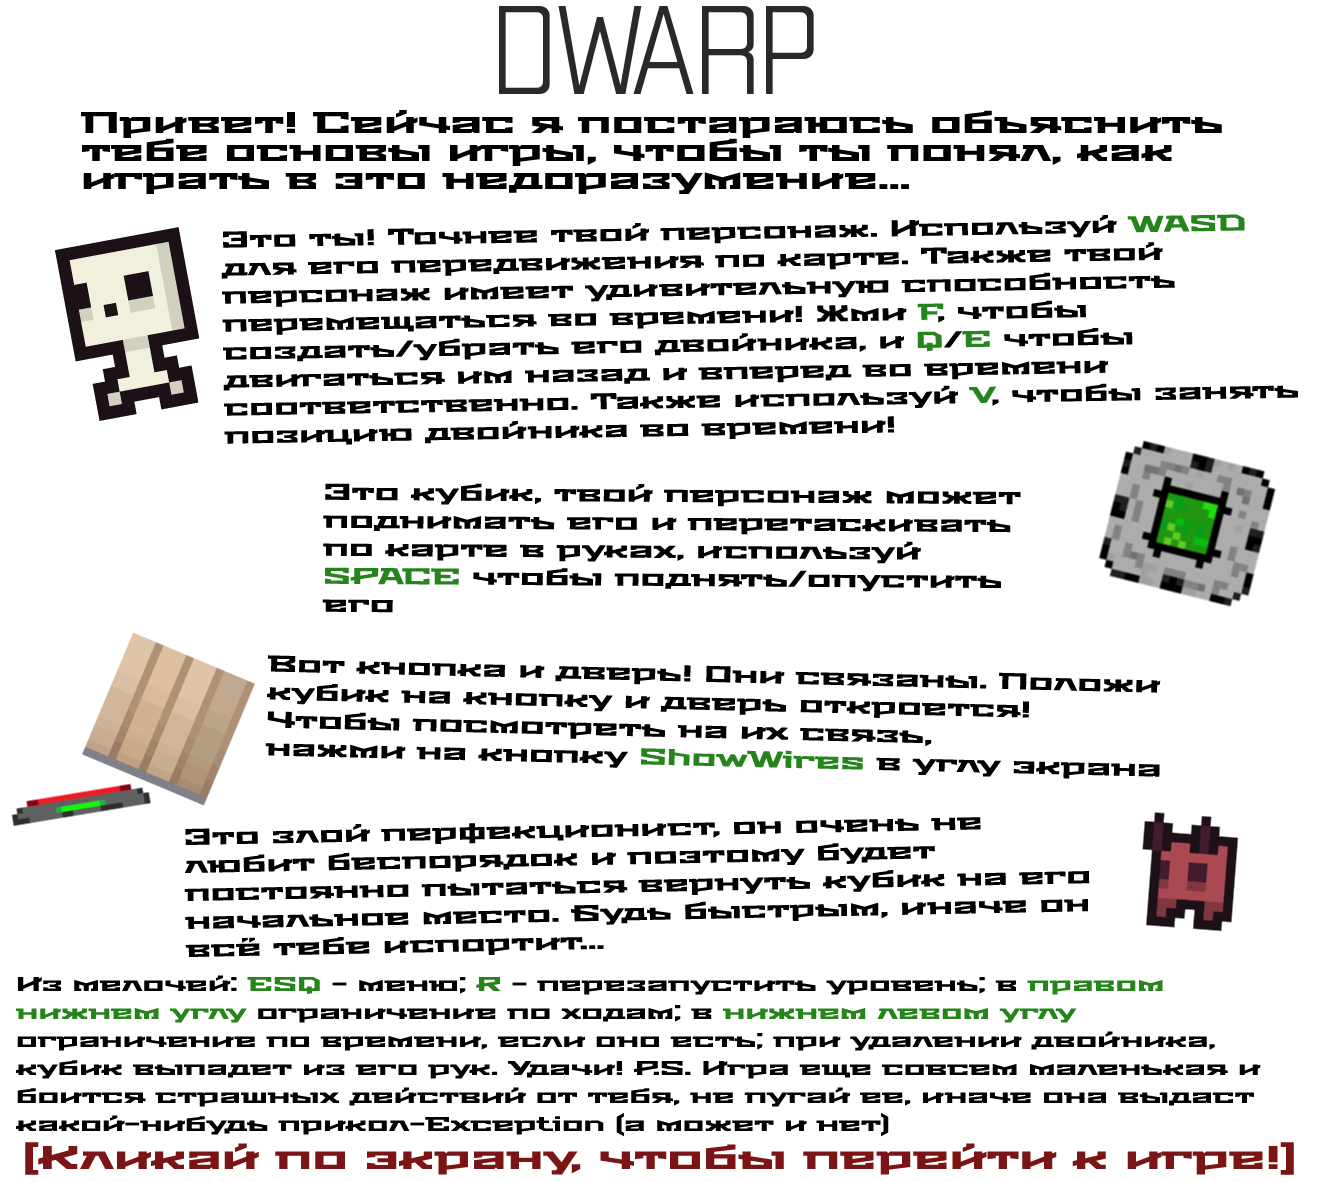 DWARP
Привет! Сейчас я постараюсь объяснить
тебе основы игры, чтобы ты понял, как
играть в это недоразумение...
Это ты! Точнее твой персонаж. Используй WASD
для его передвижения по карте. Также твой
персонаж имеет удивительную способность
перемещаться во времени! Жми F, чтобы
создать/убрать его двойника, и Q/E чтобы
двигаться им назад и вперед во времени
соответственно. Также используй V, чтобы занять
позицию двойника во времени!
Это кубик, твой персонаж может
поднимать его и перетаскивать
по карте в руках, используй
SPACE чтобы поднять/опустить
его
Вот кнопка и дверь! Они связаны. Положи
кубик на кнопку и дверь откроется!
Чтобы посмотреть на их связь,
нажми на кнопку ShowWires в углу экрана
Это злой перфекционист, он очень не
любит беспорядок и поэтому будет
постоянно пытаться вернуть кубик на его
начальное место. Будь быстрым, иначе он
всё тебе испортит...
Из мелочей: ESQ - меню; R - перезапустить уровень; в правом
нижнем углу ограничение по ходам; в нижнем левом углу
ограничение по времени, если оно есть; при удалении двойника,
кубик выпадет из его рук. Удачи! P.S. Игра еще совсем маленькая и
боится страшных действий от тебя, не пугай ее, иначе она выдаст
какой-нибудь прикол-Exception (а может и нет)
[Кликай по экрану, чтобы перейти к игре!]